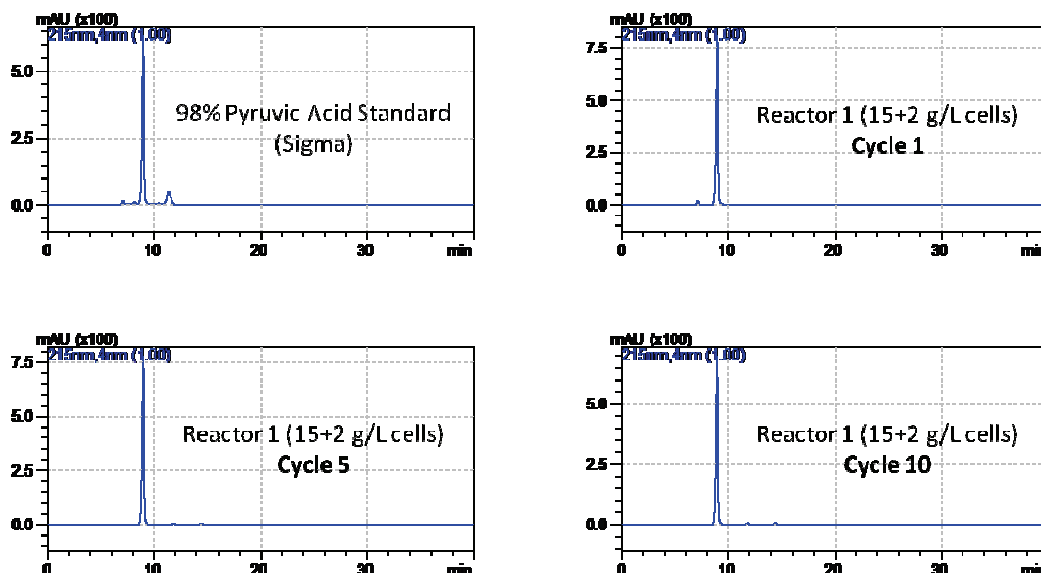 mAU (x100)
215nm,4nm (1.00)
5.0
2.5
0.0
98% Pyruvic Acid Standard
(Sigma)
0
10
20
30
min
mAU (x100)
215nm,4nm (1.00)
7.5
5.0
2.5
0.0
Reactor 1 (15+2 g/L cells)
Cycle 1
0
10
20
30
min
mAU (x100)
215nm,4nm (1.00)
7.5
5.0
2.5
0.0
Reactor 1 (15+2 g/L cells)
Cycle 5
0
10
20
30
min
mAU (x100)
215nm,4nm (1.00)
5.0
2.5
0.0
Reactor 1 (15+2 g/L cells)
Cycle 10
0
10
20
30
min